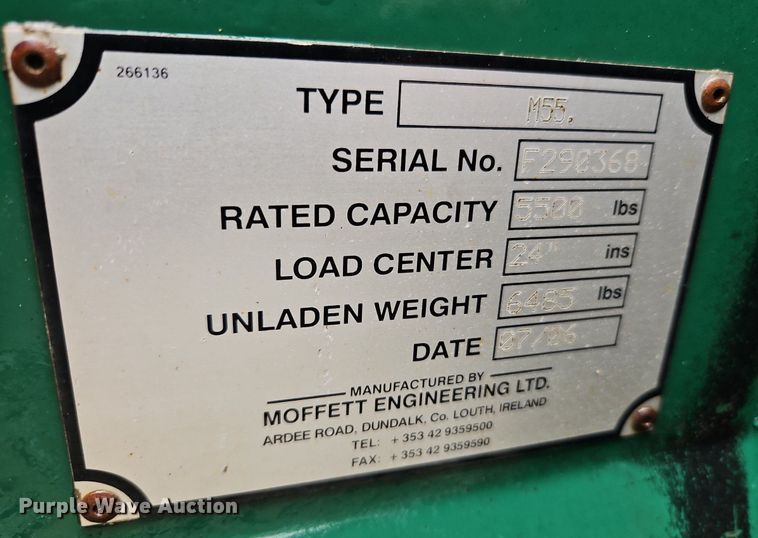 266136
TYPE M55.
SERIAL No. F290368
RATED CAPACITY 5500 lbs
LOAD CENTER 24" ins
UNLADEN WEIGHT 6485 lbs
DATE 07/06
MANUFACTURED BY
MOFFETT ENGINEERING LTD.
ARDEE ROAD, DUNDALK, Co. LOUTH, IRELAND
TEL: + 353 42 9359500
FAX: + 353 42 9359590
Purple Wave Auction